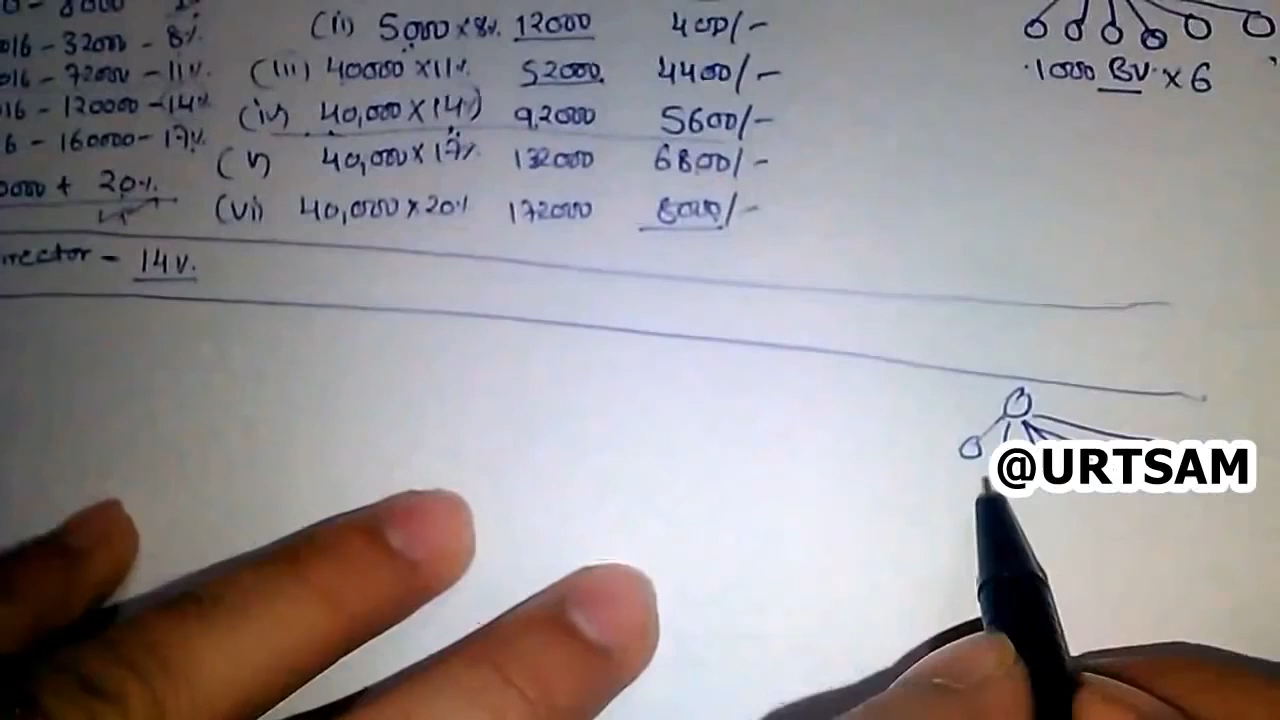 016 - 32000 - 8%
016 - 72000 - 11%
016 - 120000 - 14%
6 - 160000 - 17%
0000 + 20%
(ii) 5000 × 8% 12000 400/-
(iii) 40000 × 11% 52000 4400/-
(iv) 40,000 × 14%) 92000 5600/-
(v) 40,000 × 17% 132000 6800/-
(vi) 40,000 × 20% 172000 8000/-
1000 BV × 6
irector - 14%
@URTSAM